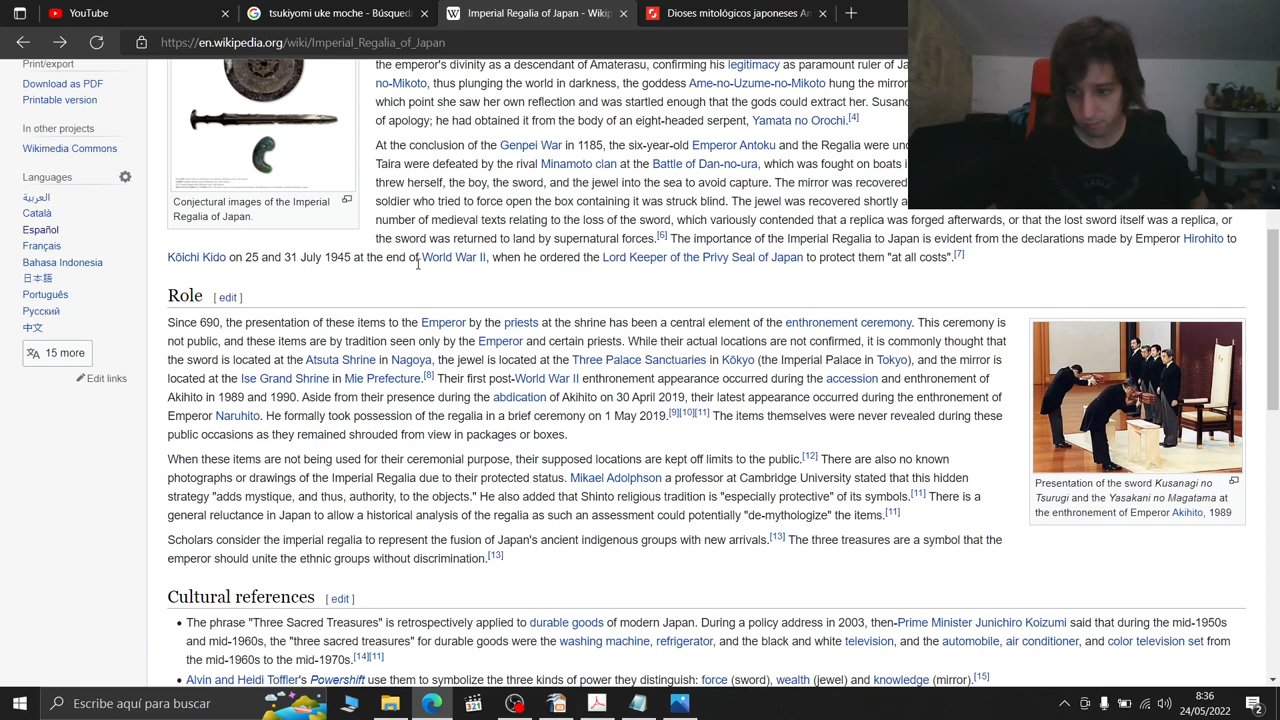 YouTube
tsukiyomi uke mochi - Búsqued
Imperial Regalia of Japan - Wikip
Dioses mitológicos japoneses An
https://en.wikipedia.org/wiki/Imperial_Regalia_of_Japan
Print/export
Download as PDF
Printable version
In other projects
Wikimedia Commons
Languages
العربية
Català
Español
Français
Bahasa Indonesia
日本語
Português
Русский
中文
15 more
Edit links
Conjectural images of the Imperial
Regalia of Japan.
the emperor's divinity as a descendant of Amaterasu, confirming his legitimacy as paramount ruler of Ja
no-Mikoto, thus plunging the world in darkness, the goddess Ame-no-Uzume-no-Mikoto hung the mirror
which point she saw her own reflection and was startled enough that the gods could extract her. Susano
of apology; he had obtained it from the body of an eight-headed serpent, Yamata no Orochi.[4]
At the conclusion of the Genpei War in 1185, the six-year-old Emperor Antoku and the Regalia were und
Taira were defeated by the rival Minamoto clan at the Battle of Dan-no-ura, which was fought on boats i
threw herself, the boy, the sword, and the jewel into the sea to avoid capture. The mirror was recovered
soldier who tried to force open the box containing it was struck blind. The jewel was recovered shortly a
number of medieval texts relating to the loss of the sword, which variously contended that a replica was forged afterwards, or that the lost sword itself was a replica, or
the sword was returned to land by supernatural forces.[6] The importance of the Imperial Regalia to Japan is evident from the declarations made by Emperor Hirohito to
Kōichi Kido on 25 and 31 July 1945 at the end of World War II, when he ordered the Lord Keeper of the Privy Seal of Japan to protect them "at all costs".[7]
Role [ edit ]
Since 690, the presentation of these items to the Emperor by the priests at the shrine has been a central element of the enthronement ceremony. This ceremony is
not public, and these items are by tradition seen only by the Emperor and certain priests. While their actual locations are not confirmed, it is commonly thought that
the sword is located at the Atsuta Shrine in Nagoya, the jewel is located at the Three Palace Sanctuaries in Kōkyo (the Imperial Palace in Tokyo), and the mirror is
located at the Ise Grand Shrine in Mie Prefecture.[8] Their first post-World War II enthronement appearance occurred during the accession and enthronement of
Akihito in 1989 and 1990. Aside from their presence during the abdication of Akihito on 30 April 2019, their latest appearance occurred during the enthronement of
Emperor Naruhito. He formally took possession of the regalia in a brief ceremony on 1 May 2019.[9][10][11] The items themselves were never revealed during these
public occasions as they remained shrouded from view in packages or boxes.
When these items are not being used for their ceremonial purpose, their supposed locations are kept off limits to the public.[12] There are also no known
photographs or drawings of the Imperial Regalia due to their protected status. Mikael Adolphson a professor at Cambridge University stated that this hidden
strategy "adds mystique, and thus, authority, to the objects." He also added that Shinto religious tradition is "especially protective" of its symbols.[11] There is a
general reluctance in Japan to allow a historical analysis of the regalia as such an assessment could potentially "de-mythologize" the items.[11]
Scholars consider the imperial regalia to represent the fusion of Japan's ancient indigenous groups with new arrivals.[13] The three treasures are a symbol that the
emperor should unite the ethnic groups without discrimination.[13]
Presentation of the sword Kusanagi no
Tsurugi and the Yasakani no Magatama at
the enthronement of Emperor Akihito, 1989
Cultural references [ edit ]
• The phrase "Three Sacred Treasures" is retrospectively applied to durable goods of modern Japan. During a policy address in 2003, then-Prime Minister Junichiro Koizumi said that during the mid-1950s
and mid-1960s, the "three sacred treasures" for durable goods were the washing machine, refrigerator, and the black and white television, and the automobile, air conditioner, and color television set from
the mid-1960s to the mid-1970s.[14][11]
• Alvin and Heidi Toffler's Powershift use them to symbolize the three kinds of power they distinguish: force (sword), wealth (jewel) and knowledge (mirror).[15]
Escribe aquí para buscar
8:36
24/05/2022